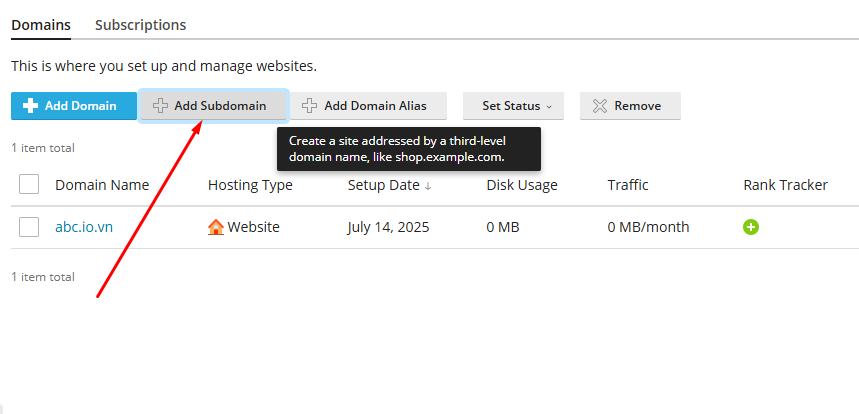 Domains Subscriptions
This is where you set up and manage websites.
Add Domain Add Subdomain Add Domain Alias Set Status Remove
Create a site addressed by a third-level
domain name, like shop.example.com.
1 item total
Domain Name Hosting Type Setup Date ↓ Disk Usage Traffic Rank Tracker
abc.io.vn Website July 14, 2025 0 MB 0 MB/month
1 item total